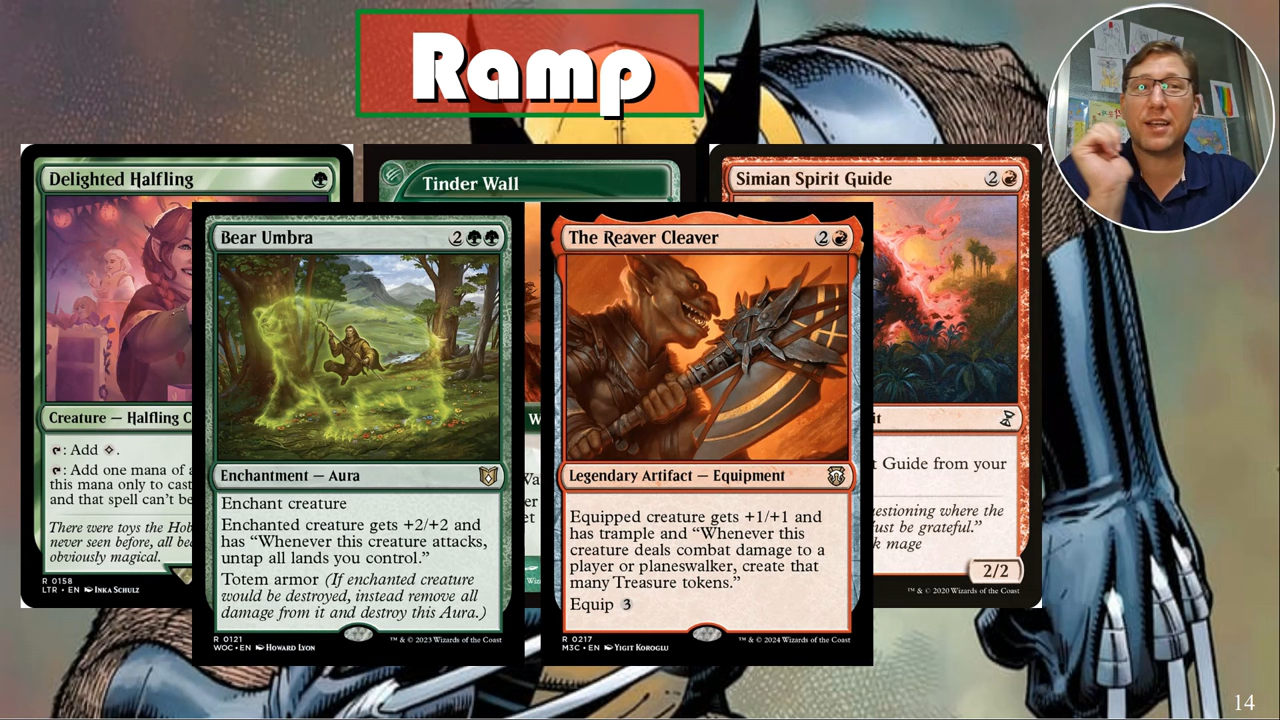 Ramp
Delighted Halfling
Tinder Wall
Simian Spirit Guide
2
Bear Umbra
2
The Reaver Cleaver
2
Creature — Halfling C
: Add
: Add one mana of a
this mana only to cast
and that spell can't be
There were toys the Hob
never seen before, all
obviously magical.
R 0158
LTR • EN INKA SCHULZ
Enchantment — Aura
Enchant creature
Enchanted creature gets +2/+2 and
has “Whenever this creature attacks,
untap all lands you control.”
Totem armor (If enchanted creature
would be destroyed, instead remove all
damage from it and destroy this Aura.)
R 0121
WOC • EN HOWARD LYON
™ & © 2023 Wizards of the Coast
Legendary Artifact — Equipment
Equipped creature gets +1/+1 and
has trample and “Whenever this
creature deals combat damage to a
player or planeswalker, create that
many Treasure tokens.”
Equip 3
R 0217
M3C • EN YIGIT KOROGLU
™ & © 2024 Wizards of the Coast
Guide from your
where the
be grateful.”
mage
2/2
™ & © 2020 Wizards of the Coast
14